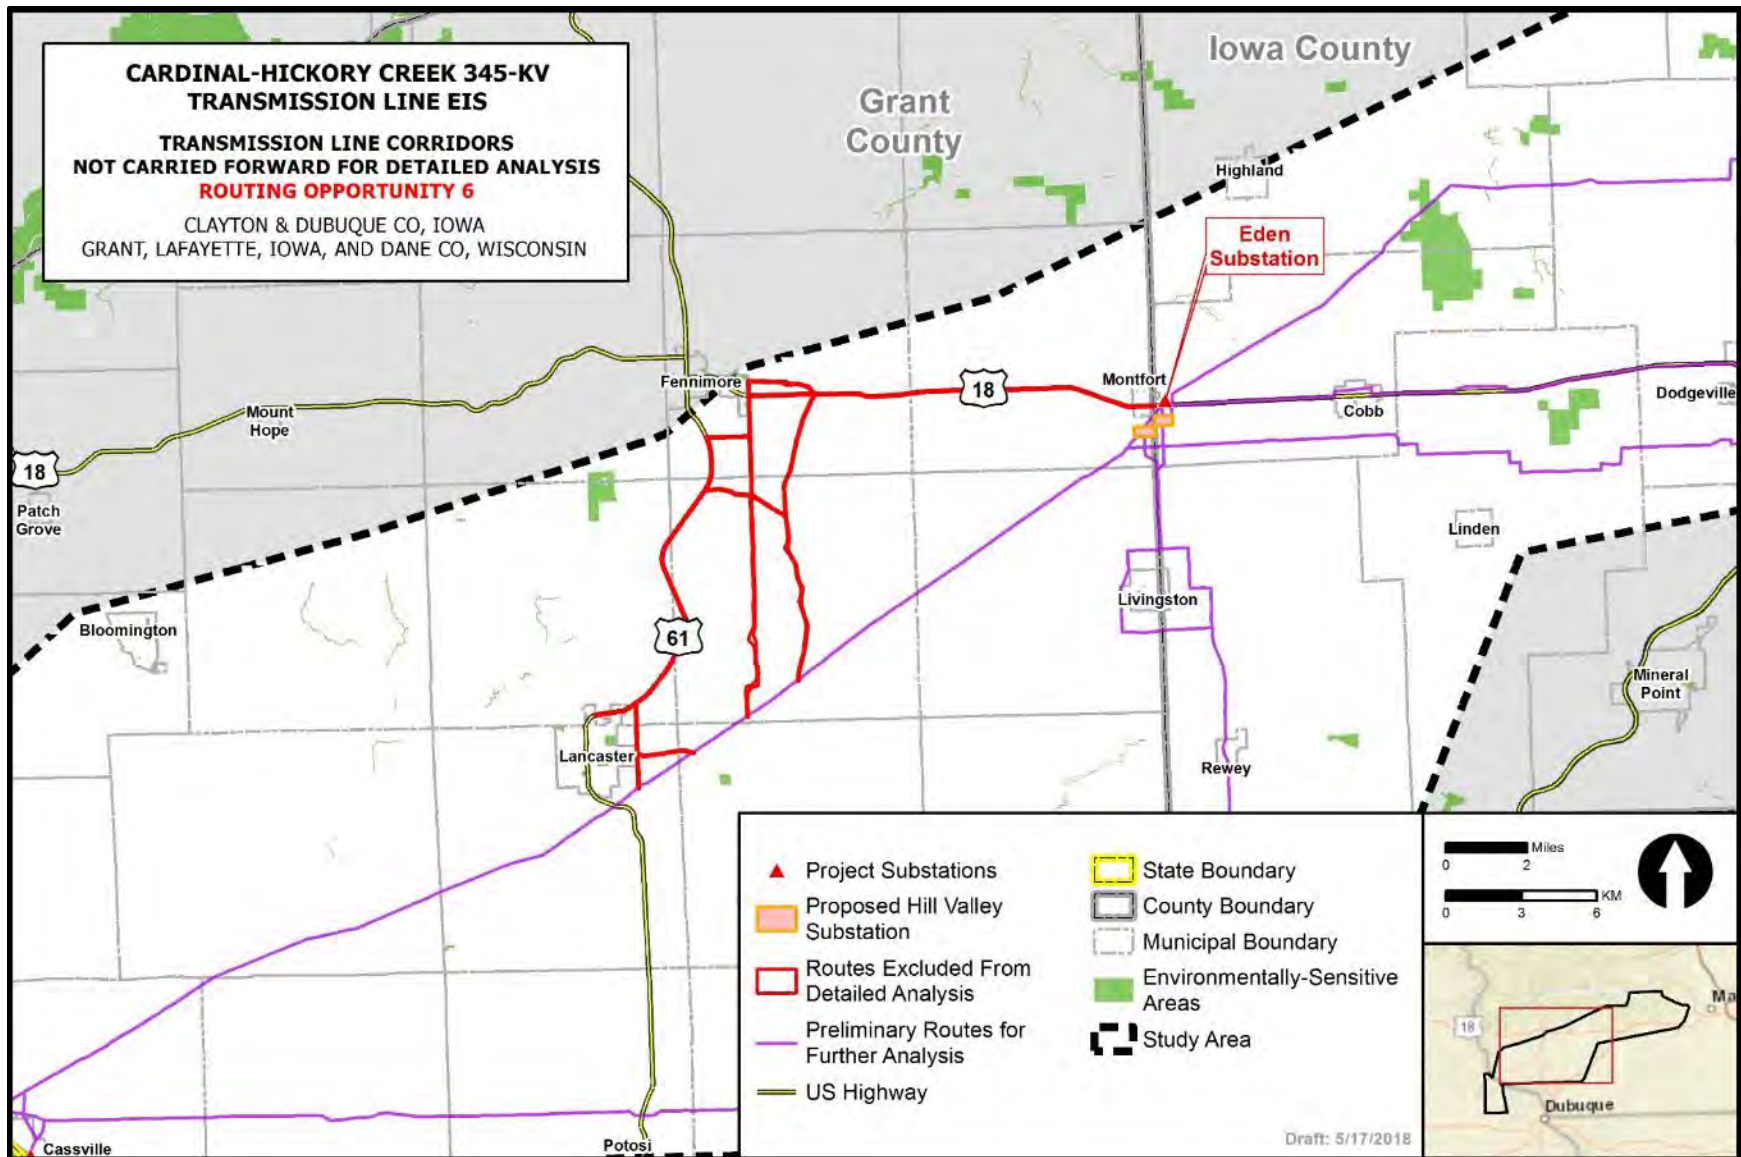 CARDINAL-HICKORY CREEK 345-KV
TRANSMISSION LINE EIS
TRANSMISSION LINE CORRIDORS
NOT CARRIED FORWARD FOR DETAILED ANALYSIS
ROUTING OPPORTUNITY 6
CLAYTON & DUBUQUE CO, IOWA
GRANT, LAFAYETTE, IOWA, AND DANE CO, WISCONSIN
Iowa County
Grant
County
Highland
Eden
Substation
Fennimore
18
Montfort
Cobb
Dodgeville
Mount
Hope
18
Patch
Grove
Linden
Bloomington
61
Livingston
Mineral
Point
Lancaster
Rewey
Cassville
Potosi
Project Substations
Proposed Hill Valley
Substation
Routes Excluded From
Detailed Analysis
Preliminary Routes for
Further Analysis
US Highway
State Boundary
County Boundary
Municipal Boundary
Environmentally-Sensitive
Areas
Study Area
Draft: 5/17/2018
Miles
0 2
KM
0 3 6
Ma
18
Dubuque